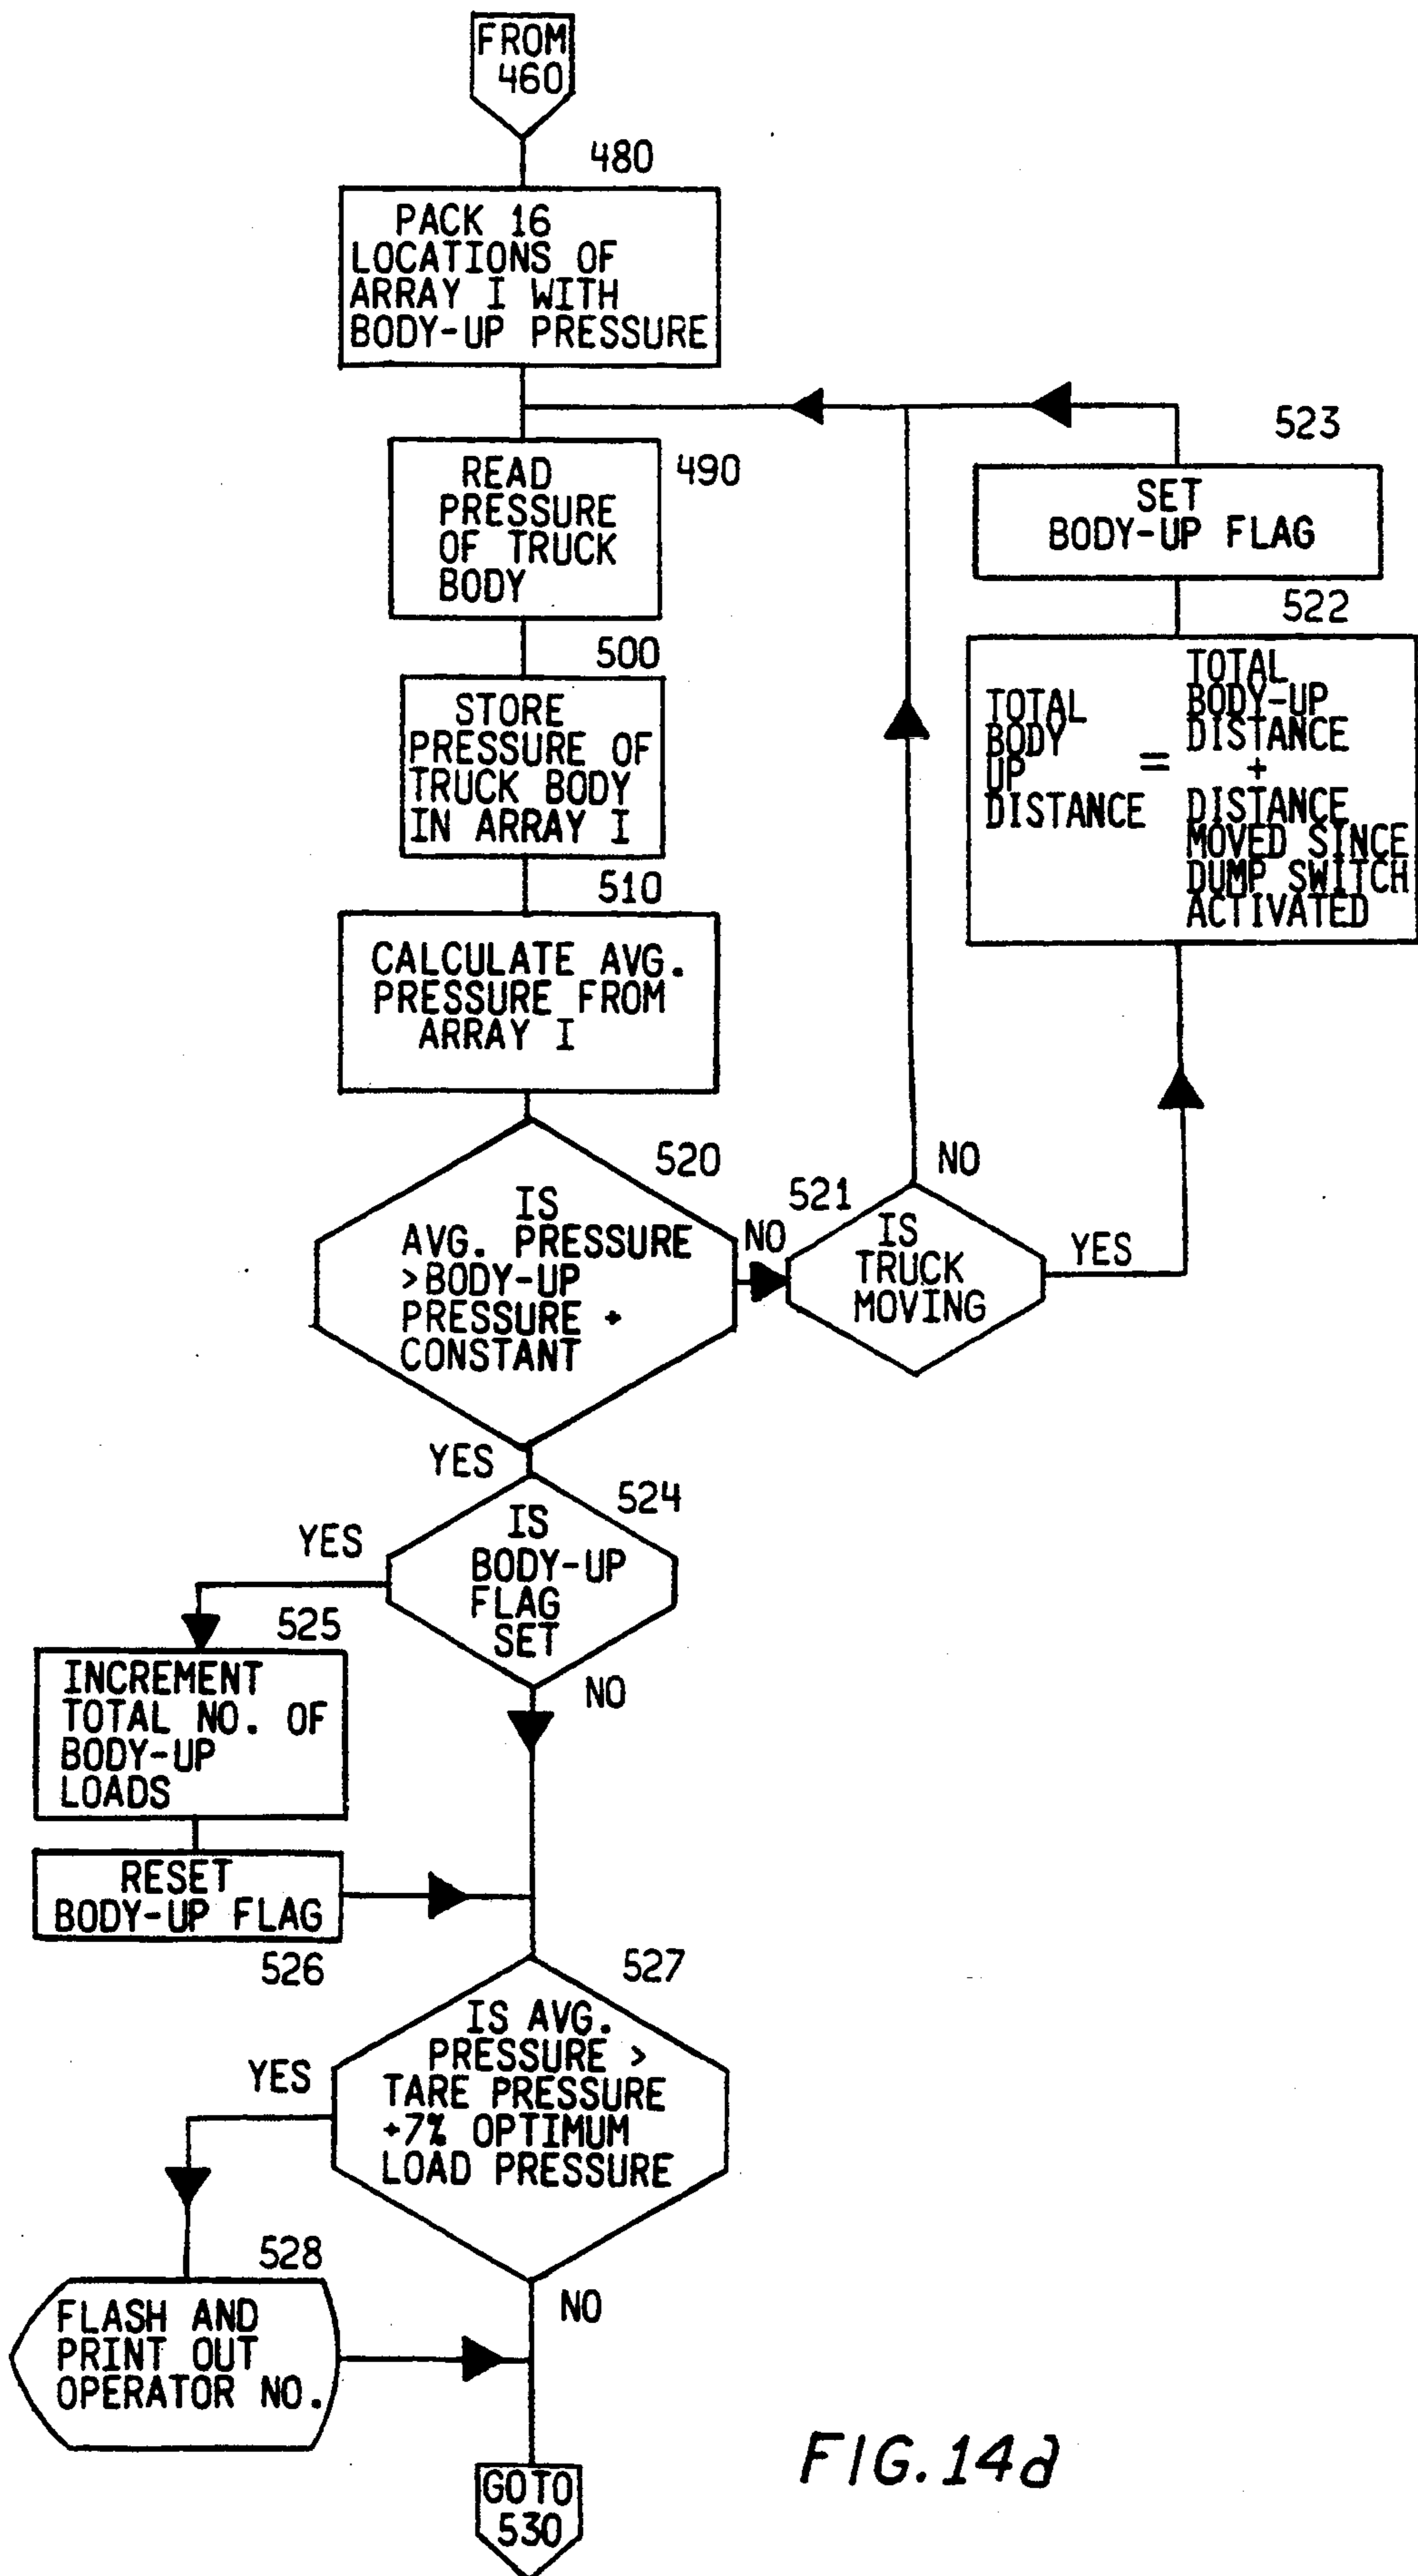 FROM
460
480
PACK 16
LOCATIONS OF
ARRAY I WITH
BODY-UP PRESSURE
READ
PRESSURE
OF TRUCK
BODY
490
500
STORE
PRESSURE OF
TRUCK BODY
IN ARRAY I
510
CALCULATE AVG.
PRESSURE FROM
ARRAY I
520
IS
AVG. PRESSURE
>BODY-UP
PRESSURE +
CONSTANT
NO
521
IS
TRUCK
MOVING
NO
YES
522
TOTAL
BODY
UP
DISTANCE
=
TOTAL
BODY-UP
DISTANCE
+
DISTANCE
MOVED SINCE
DUMP SWITCH
ACTIVATED
523
SET
BODY-UP FLAG
YES
524
IS
BODY-UP
FLAG
SET
YES
NO
525
INCREMENT
TOTAL NO. OF
BODY-UP
LOADS
RESET
BODY-UP FLAG
526
527
IS AVG.
PRESSURE >
TARE PRESSURE
+7% OPTIMUM
LOAD PRESSURE
YES
NO
528
FLASH AND
PRINT OUT
OPERATOR NO.
GOTO
530
FIG.14d